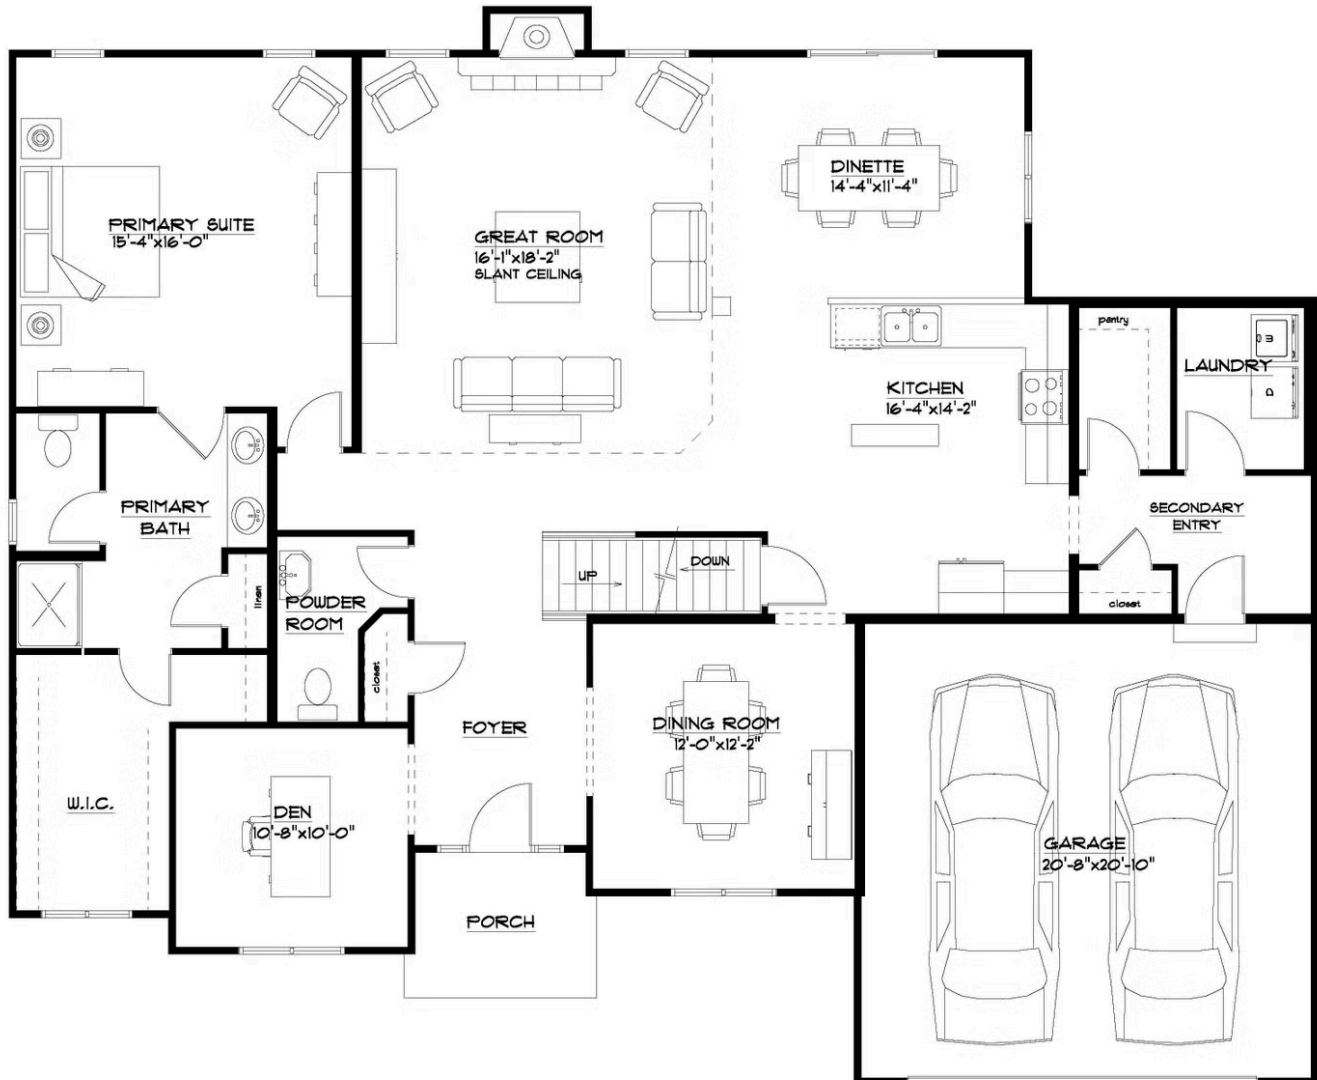 PRIMARY SUITE
15'-4"x16'-0"
GREAT ROOM
16'-1"x18'-2"
SLANT CEILING
DINETTE
14'-4"x11'-4"
pantry
LAUNDRY
W
D
KITCHEN
16'-4"x14'-2"
PRIMARY
BATH
SECONDARY
ENTRY
UP
DOWN
linen
POWDER
ROOM
closet
closet
FOYER
DINING ROOM
12'-0"x12'-2"
W.I.C.
DEN
10'-8"x10'-0"
GARAGE
20'-8"x20'-10"
PORCH